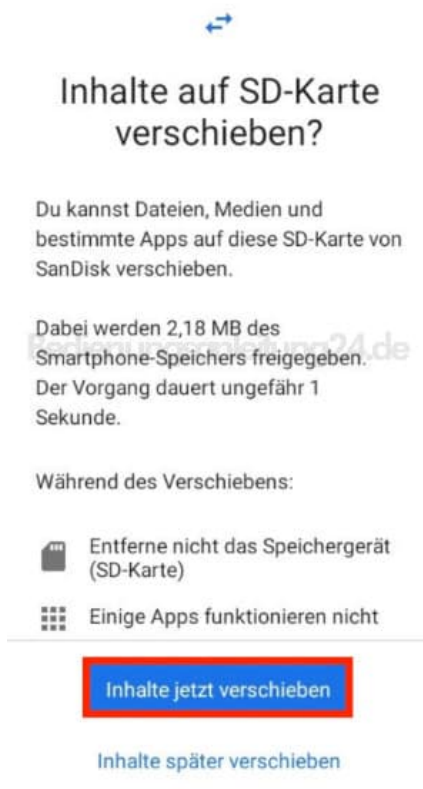 Inhalte auf SD-Karte
verschieben?
Du kannst Dateien, Medien und
bestimmte Apps auf diese SD-Karte von
SanDisk verschieben.
Dabei werden 2,18 MB des
Bedienungsanleitung24.de
Smartphone-Speichers freigegeben.
Der Vorgang dauert ungefähr 1
Sekunde.
Während des Verschiebens:
Entferne nicht das Speichergerät
(SD-Karte)
Einige Apps funktionieren nicht
Inhalte jetzt verschieben
Inhalte später verschieben